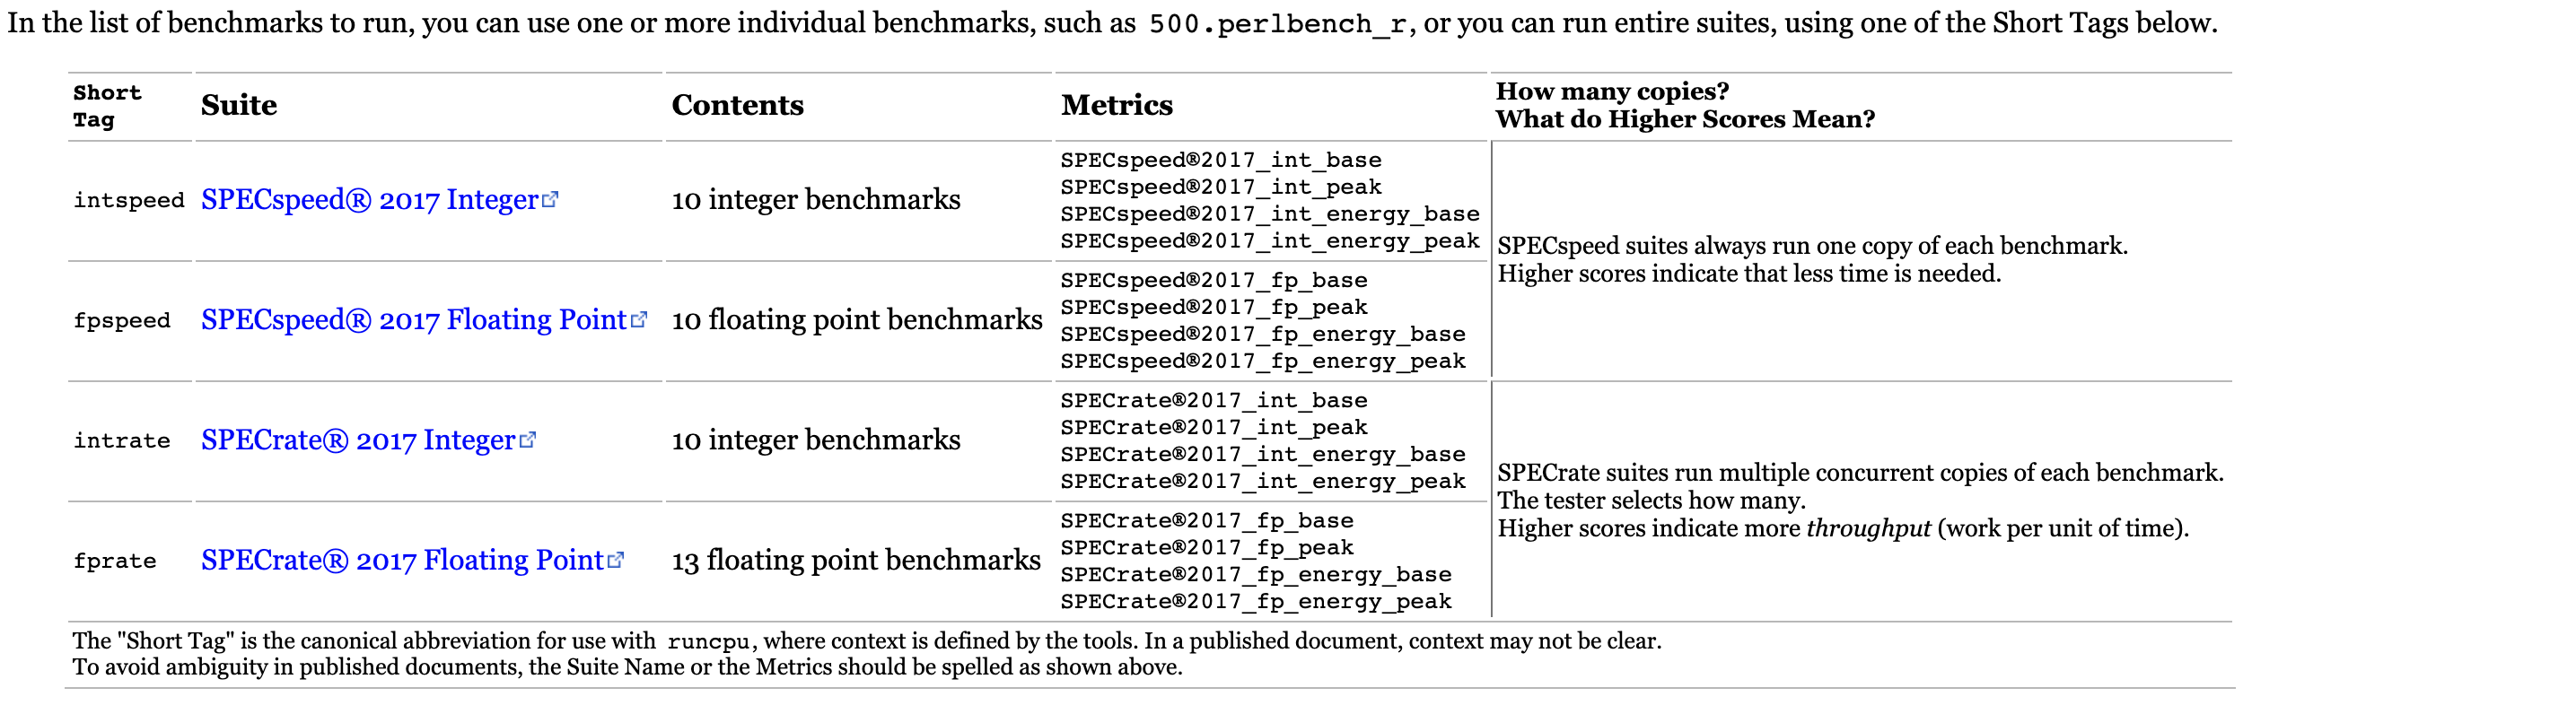 In the list of benchmarks to run, you can use one or more individual benchmarks, such as 500.perlbench_r, or you can run entire suites, using one of the Short Tags below.
Short
Tag
Suite
Contents
Metrics
How many copies?
What do Higher Scores Mean?
intspeed
SPECspeed® 2017 Integer
10 integer benchmarks
SPECspeed®2017_int_base
SPECspeed®2017_int_peak
SPECspeed®2017_int_energy_base
SPECspeed®2017_int_energy_peak
SPECspeed suites always run one copy of each benchmark.
Higher scores indicate that less time is needed.
fpspeed
SPECspeed® 2017 Floating Point
10 floating point benchmarks
SPECspeed®2017_fp_base
SPECspeed®2017_fp_peak
SPECspeed®2017_fp_energy_base
SPECspeed®2017_fp_energy_peak
intrate
SPECrate® 2017 Integer
10 integer benchmarks
SPECrate®2017_int_base
SPECrate®2017_int_peak
SPECrate®2017_int_energy_base
SPECrate®2017_int_energy_peak
SPECrate suites run multiple concurrent copies of each benchmark.
The tester selects how many.
Higher scores indicate more throughput (work per unit of time).
fprate
SPECrate® 2017 Floating Point
13 floating point benchmarks
SPECrate®2017_fp_base
SPECrate®2017_fp_peak
SPECrate®2017_fp_energy_base
SPECrate®2017_fp_energy_peak
The "Short Tag" is the canonical abbreviation for use with runcpu, where context is defined by the tools. In a published document, context may not be clear.
To avoid ambiguity in published documents, the Suite Name or the Metrics should be spelled as shown above.